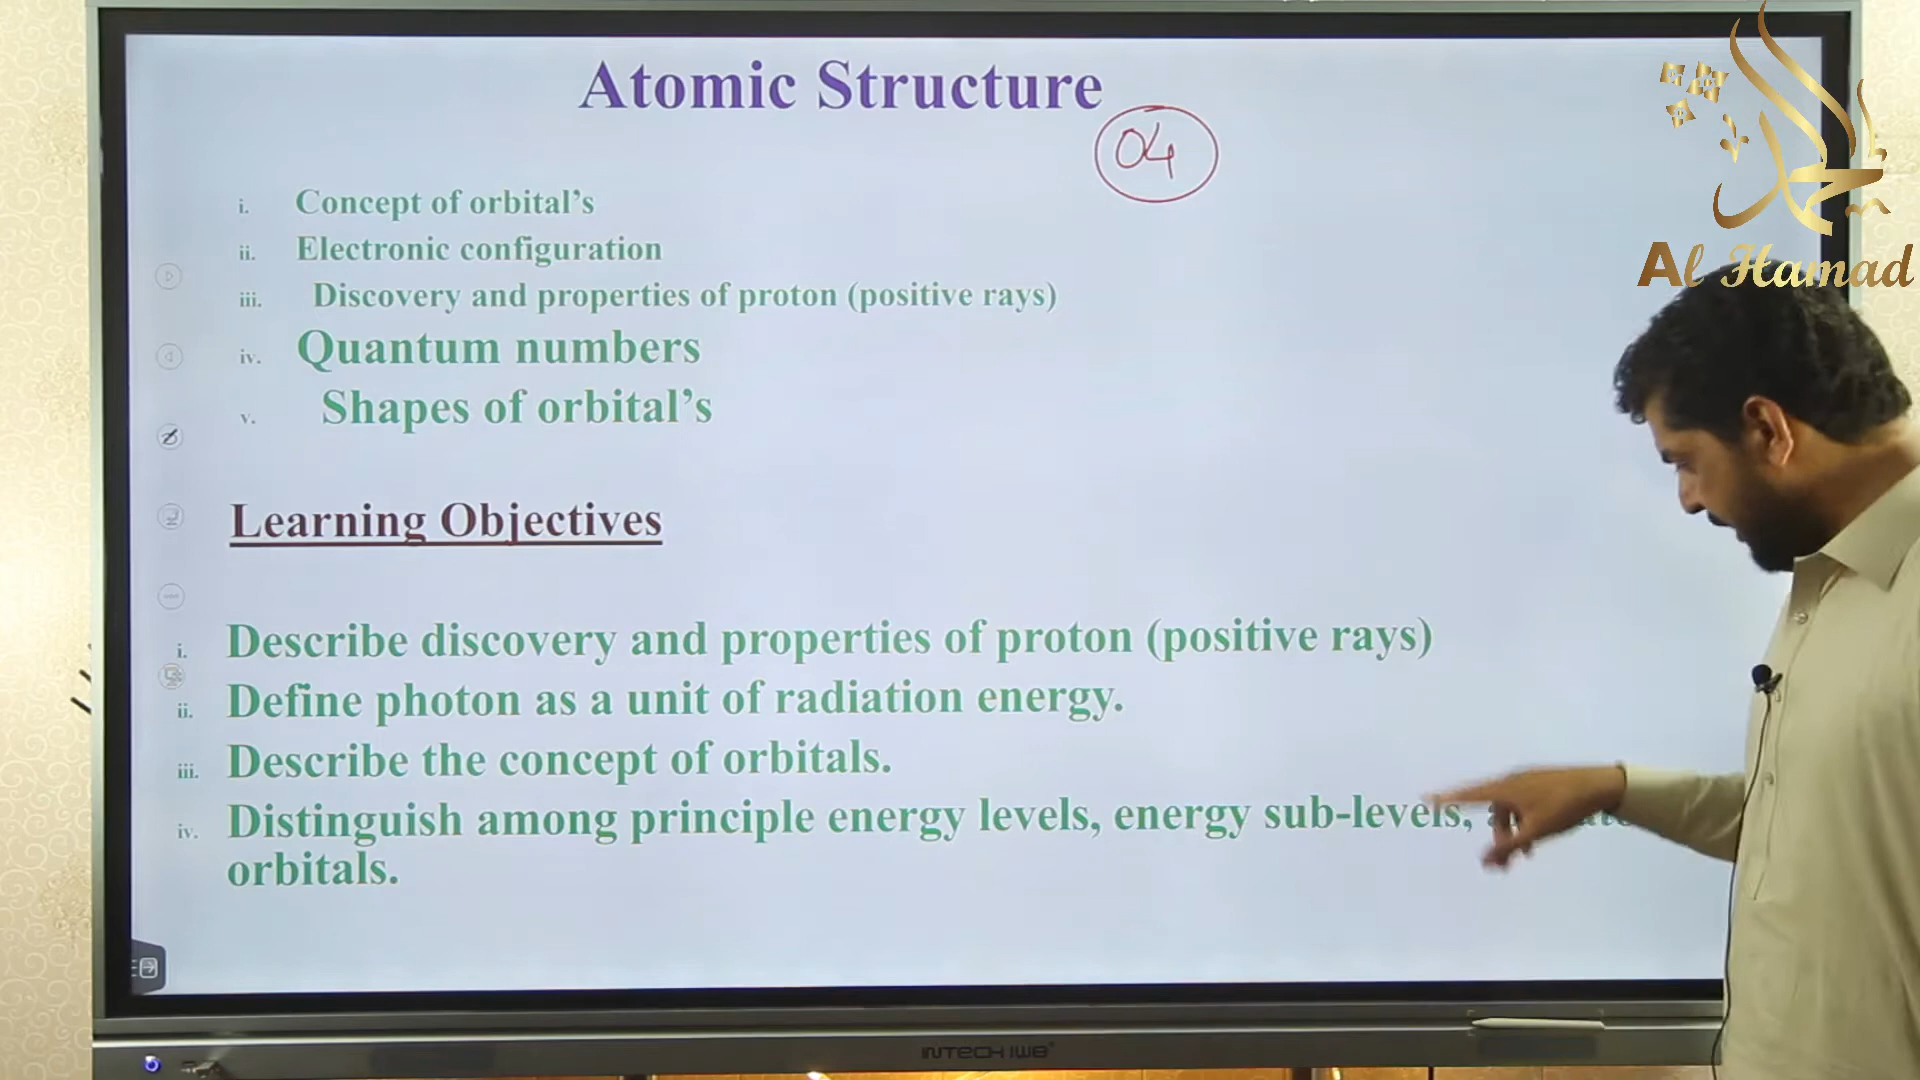 Atomic Structure
04
i. Concept of orbital’s
ii. Electronic configuration
iii. Discovery and properties of proton (positive rays)
iv. Quantum numbers
v. Shapes of orbital’s
Learning Objectives
i. Describe discovery and properties of proton (positive rays)
ii. Define photon as a unit of radiation energy.
iii. Describe the concept of orbitals.
iv. Distinguish among principle energy levels, energy sub-levels,
orbitals.
Al Hamad
INTECH IWB